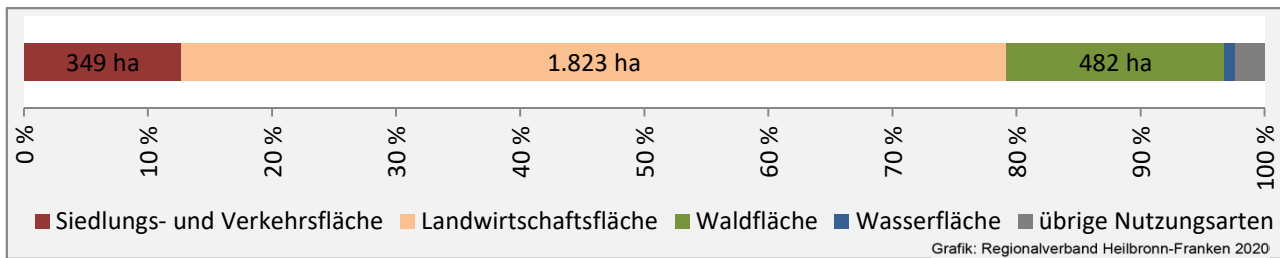 349 ha 1.823 ha 482 ha
0 % 10 % 20 % 30 % 40 % 50 % 60 % 70 % 80 % 90 % 100 %
Siedlungs- und Verkehrsfläche Landwirtschaftsfläche Waldfläche Wasserfläche übrige Nutzungsarten
Grafik: Regionalverband Heilbronn-Franken 2020